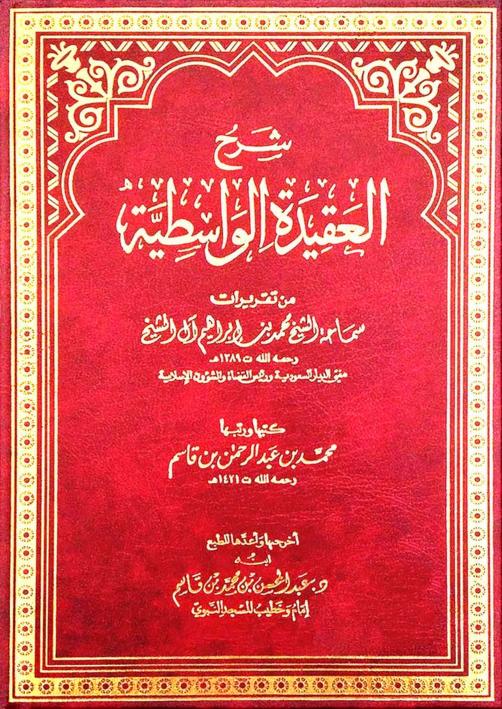 شرح
العقيدة الواسطية
من تقريرات
سماحة الشيخ محمد بن إبراهيم آل الشيخ
رحمه الله ت ١٣٨٩هـ
مفتي الديار السعودية ورئيس القضاة والشؤون الإسلامية
كتبها ورتبها
محمد بن عبد الرحمن بن قاسم
رحمه الله ت ١٤٢١هـ
أخرجها وأعدها للطبع
ابنه
د. عبد المحسن بن محمد بن قاسم
إمام وخطيب المسجد النبوي